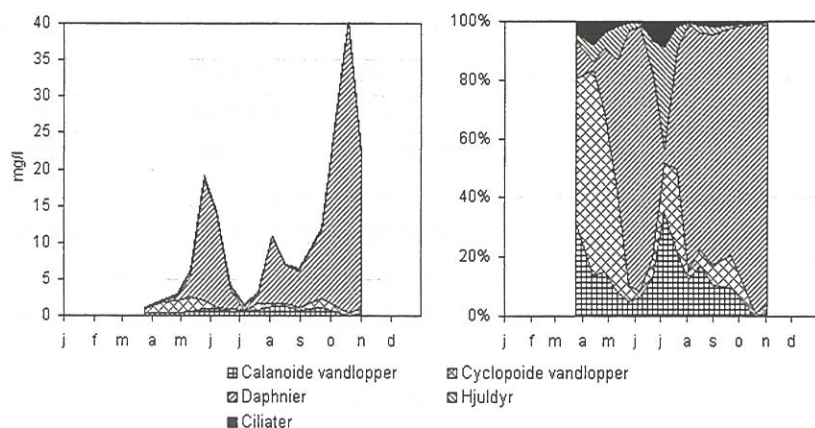 mg/l
40
35
30
25
20
15
10
5
0
j f m a m j j a s o n d
100%
80%
60%
40%
20%
0%
j f m a m j j a s o n d
Calanoide vandlopper Cyclopoide vandlopper
Daphnier Hjuldyr
Ciliater